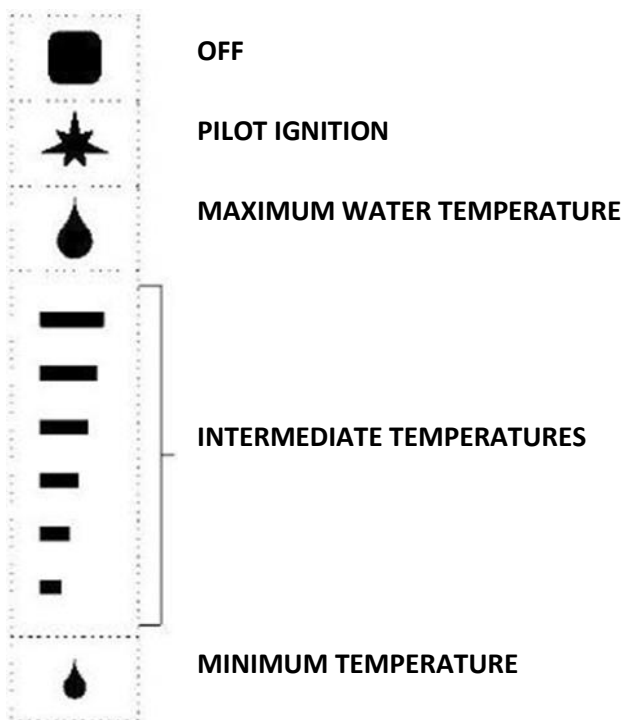 OFF
PILOT IGNITION
MAXIMUM WATER TEMPERATURE
INTERMEDIATE TEMPERATURES
MINIMUM TEMPERATURE